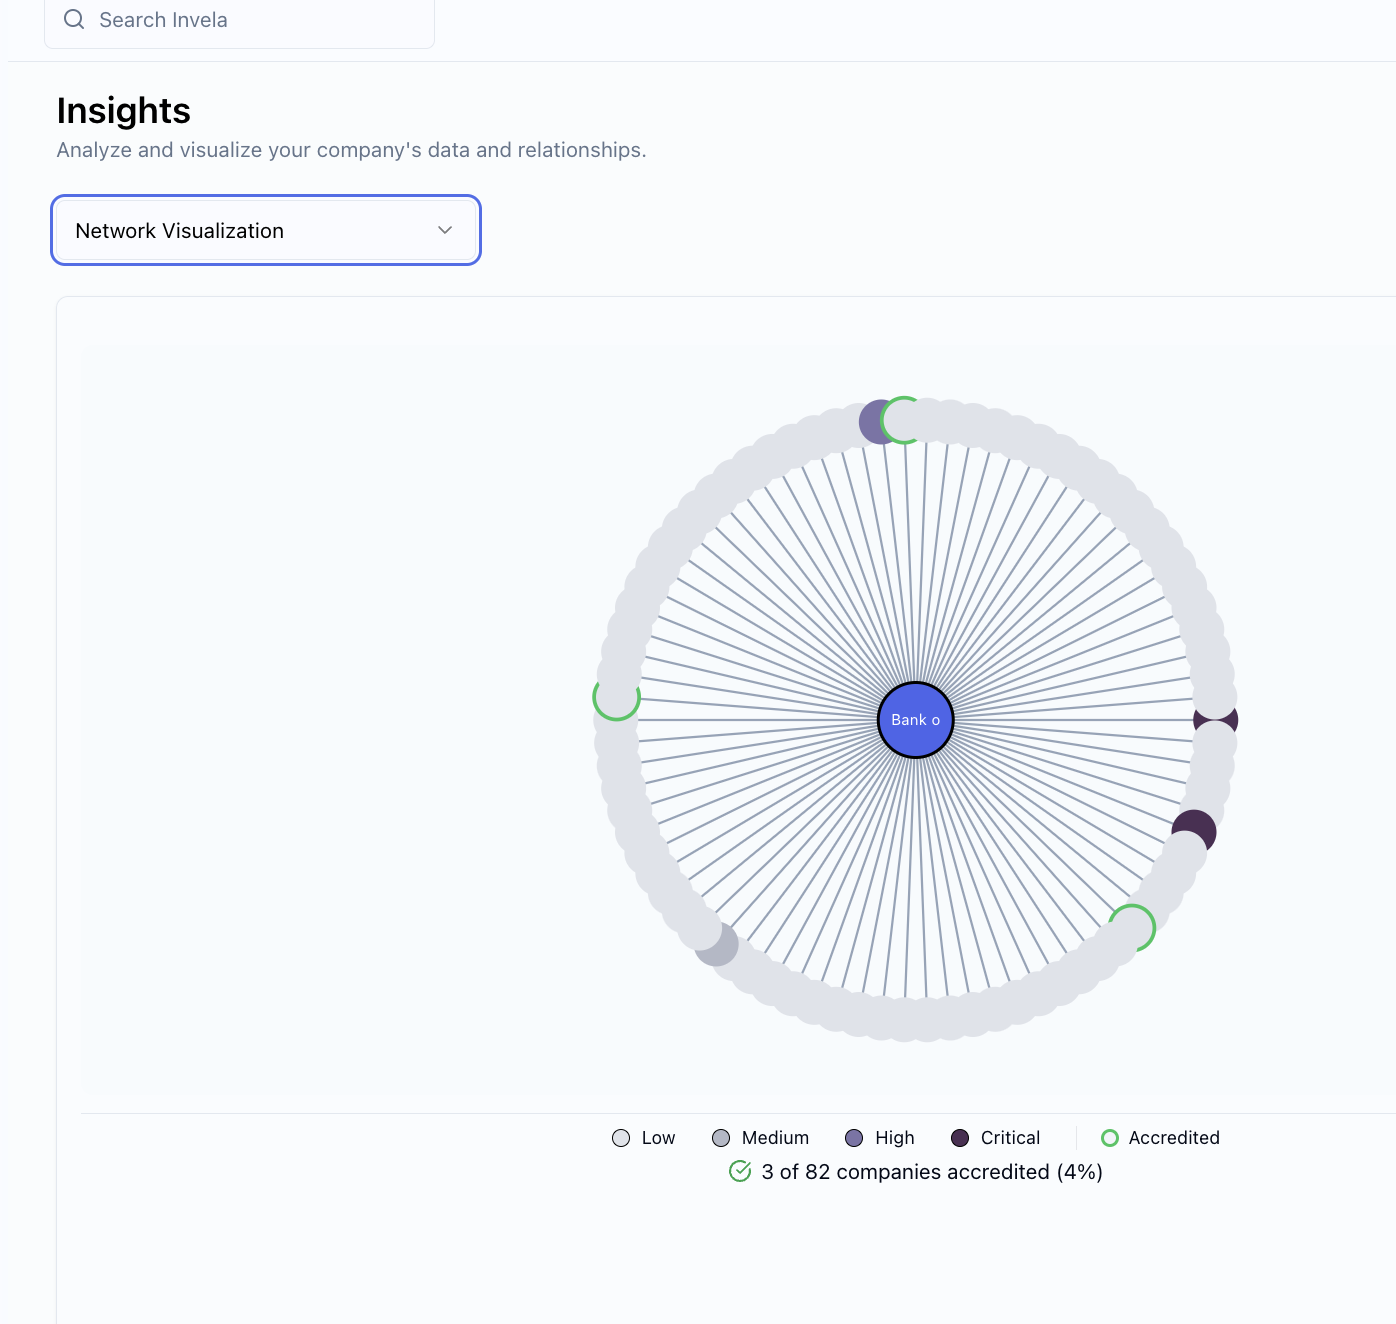 Search Invela
Insights
Analyze and visualize your company's data and relationships.
Network Visualization
Bank o
Low Medium High Critical Accredited
3 of 82 companies accredited (4%)